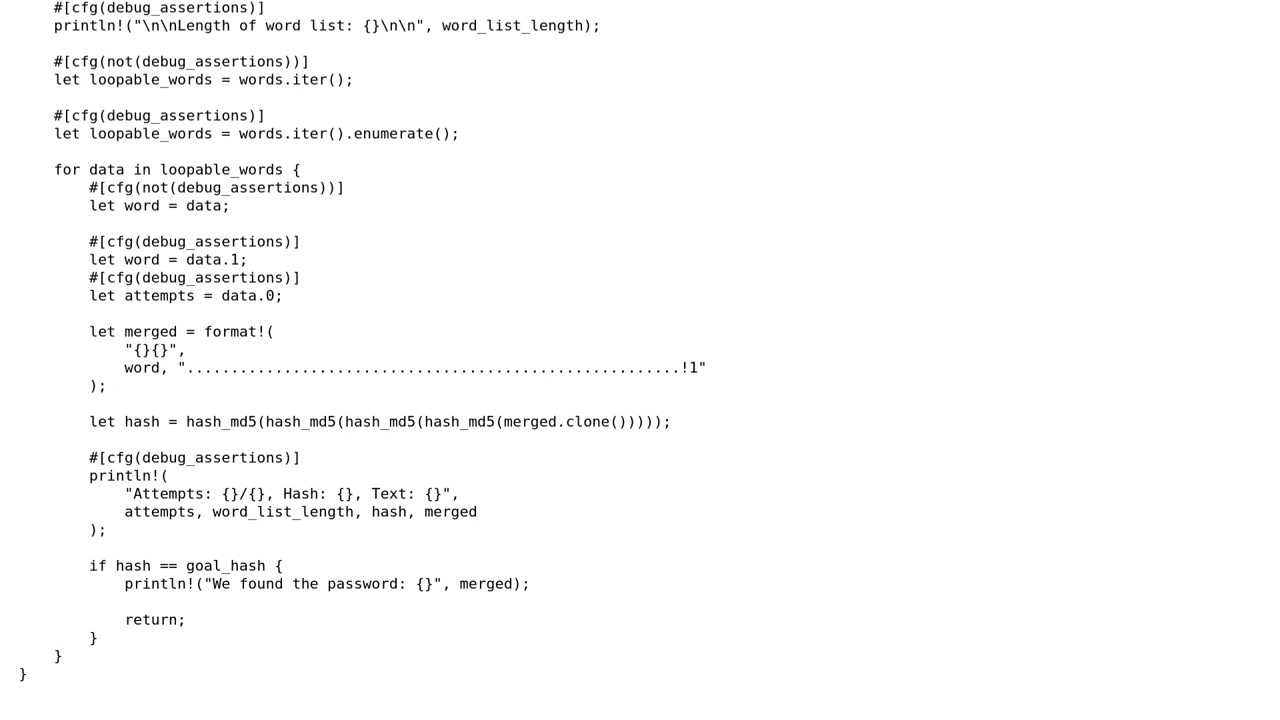 #[cfg(debug_assertions)]
println!("\n\nLength of word list: {}\n\n", word_list_length);
#[cfg(not(debug_assertions))]
let loopable_words = words.iter();
#[cfg(debug_assertions)]
let loopable_words = words.iter().enumerate();
for data in loopable_words {
#[cfg(not(debug_assertions))]
let word = data;
#[cfg(debug_assertions)]
let word = data.1;
#[cfg(debug_assertions)]
let attempts = data.0;
let merged = format!(
"{}{}",
word, "........................................................!1"
);
let hash = hash_md5(hash_md5(hash_md5(hash_md5(merged.clone()))));
#[cfg(debug_assertions)]
println!(
"Attempts: {}/{}, Hash: {}, Text: {}",
attempts, word_list_length, hash, merged
);
if hash == goal_hash {
println!("We found the password: {}", merged);
return;
}
}
}